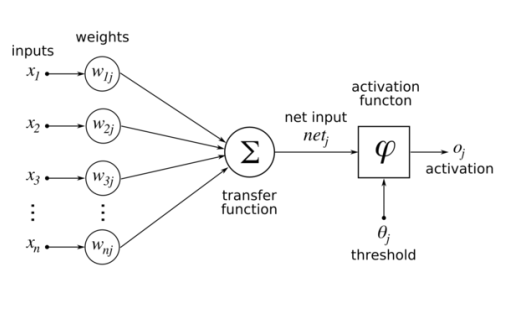 weights
inputs
x1
w1j
x2
w2j
x3
w3j
⋮
⋮
xn
wnj
Σ
transfer
function
net input
netj
activation
functon
φ
oj
activation
θj
threshold